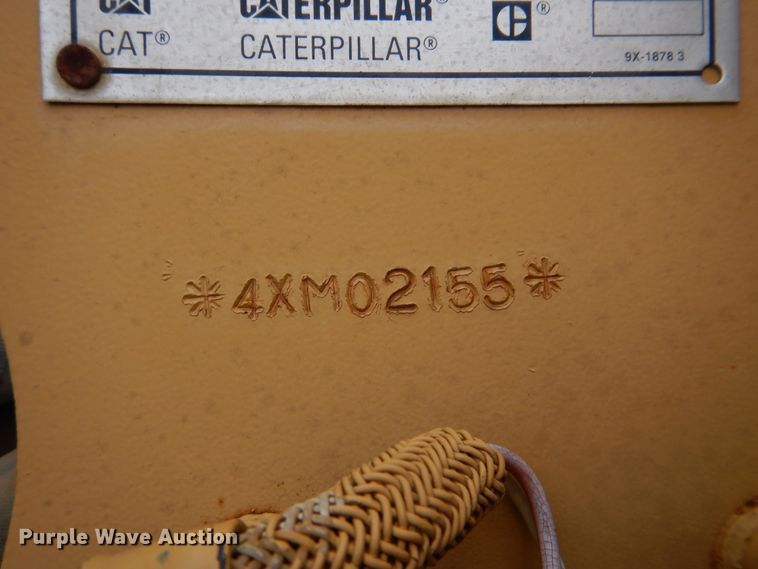 CAT CATERPILLAR®
CAT® CATERPILLAR® C®
9X-1878 3
*4XM02155*
Purple Wave Auction®